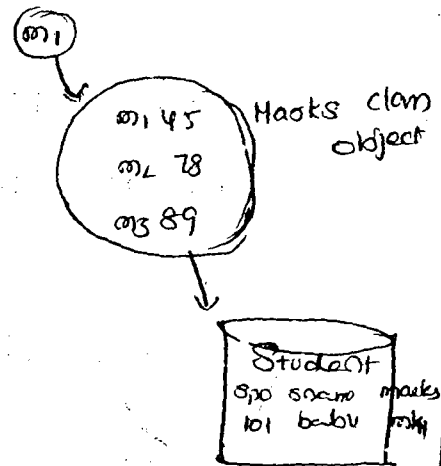 m1
m1 45
m2 78
m3 89
Marks class
object
Student
sno sname marks
101 babu